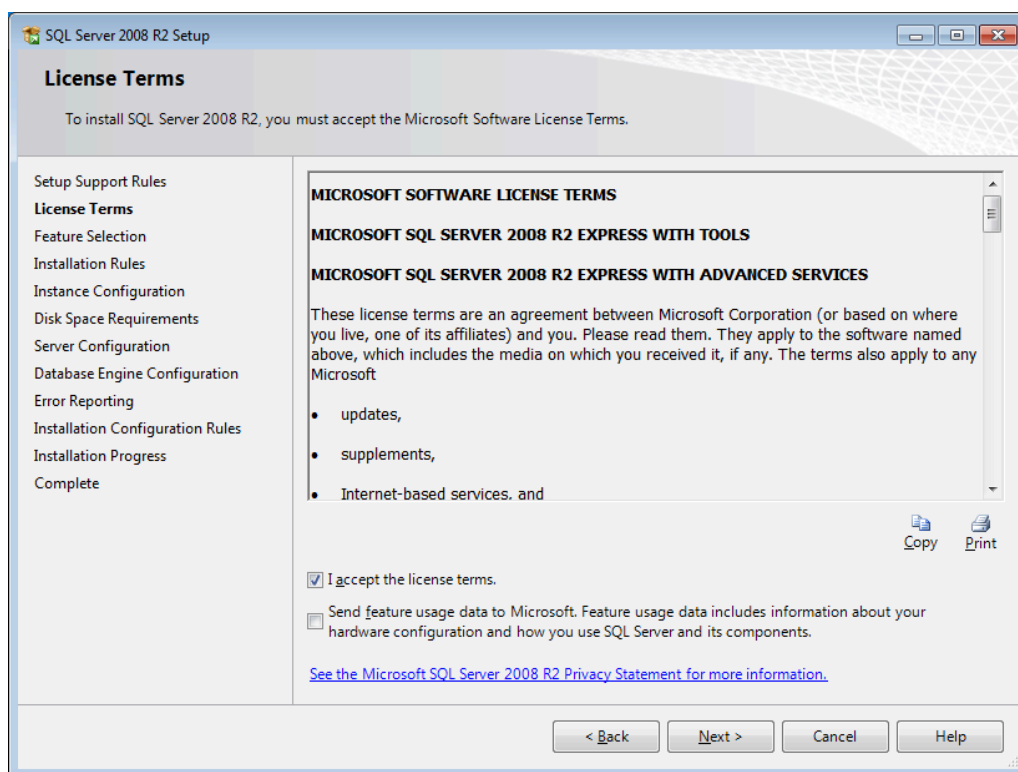 SQL Server 2008 R2 Setup
License Terms
To install SQL Server 2008 R2, you must accept the Microsoft Software License Terms.
Setup Support Rules
License Terms
Feature Selection
Installation Rules
Instance Configuration
Disk Space Requirements
Server Configuration
Database Engine Configuration
Error Reporting
Installation Configuration Rules
Installation Progress
Complete
MICROSOFT SOFTWARE LICENSE TERMS
MICROSOFT SQL SERVER 2008 R2 EXPRESS WITH TOOLS
MICROSOFT SQL SERVER 2008 R2 EXPRESS WITH ADVANCED SERVICES
These license terms are an agreement between Microsoft Corporation (or based on where
you live, one of its affiliates) and you. Please read them. They apply to the software named
above, which includes the media on which you received it, if any. The terms also apply to any
Microsoft
• updates,
• supplements,
• Internet-based services, and
Copy
Print
I accept the license terms.
Send feature usage data to Microsoft. Feature usage data includes information about your
hardware configuration and how you use SQL Server and its components.
See the Microsoft SQL Server 2008 R2 Privacy Statement for more information.
< Back
Next >
Cancel
Help